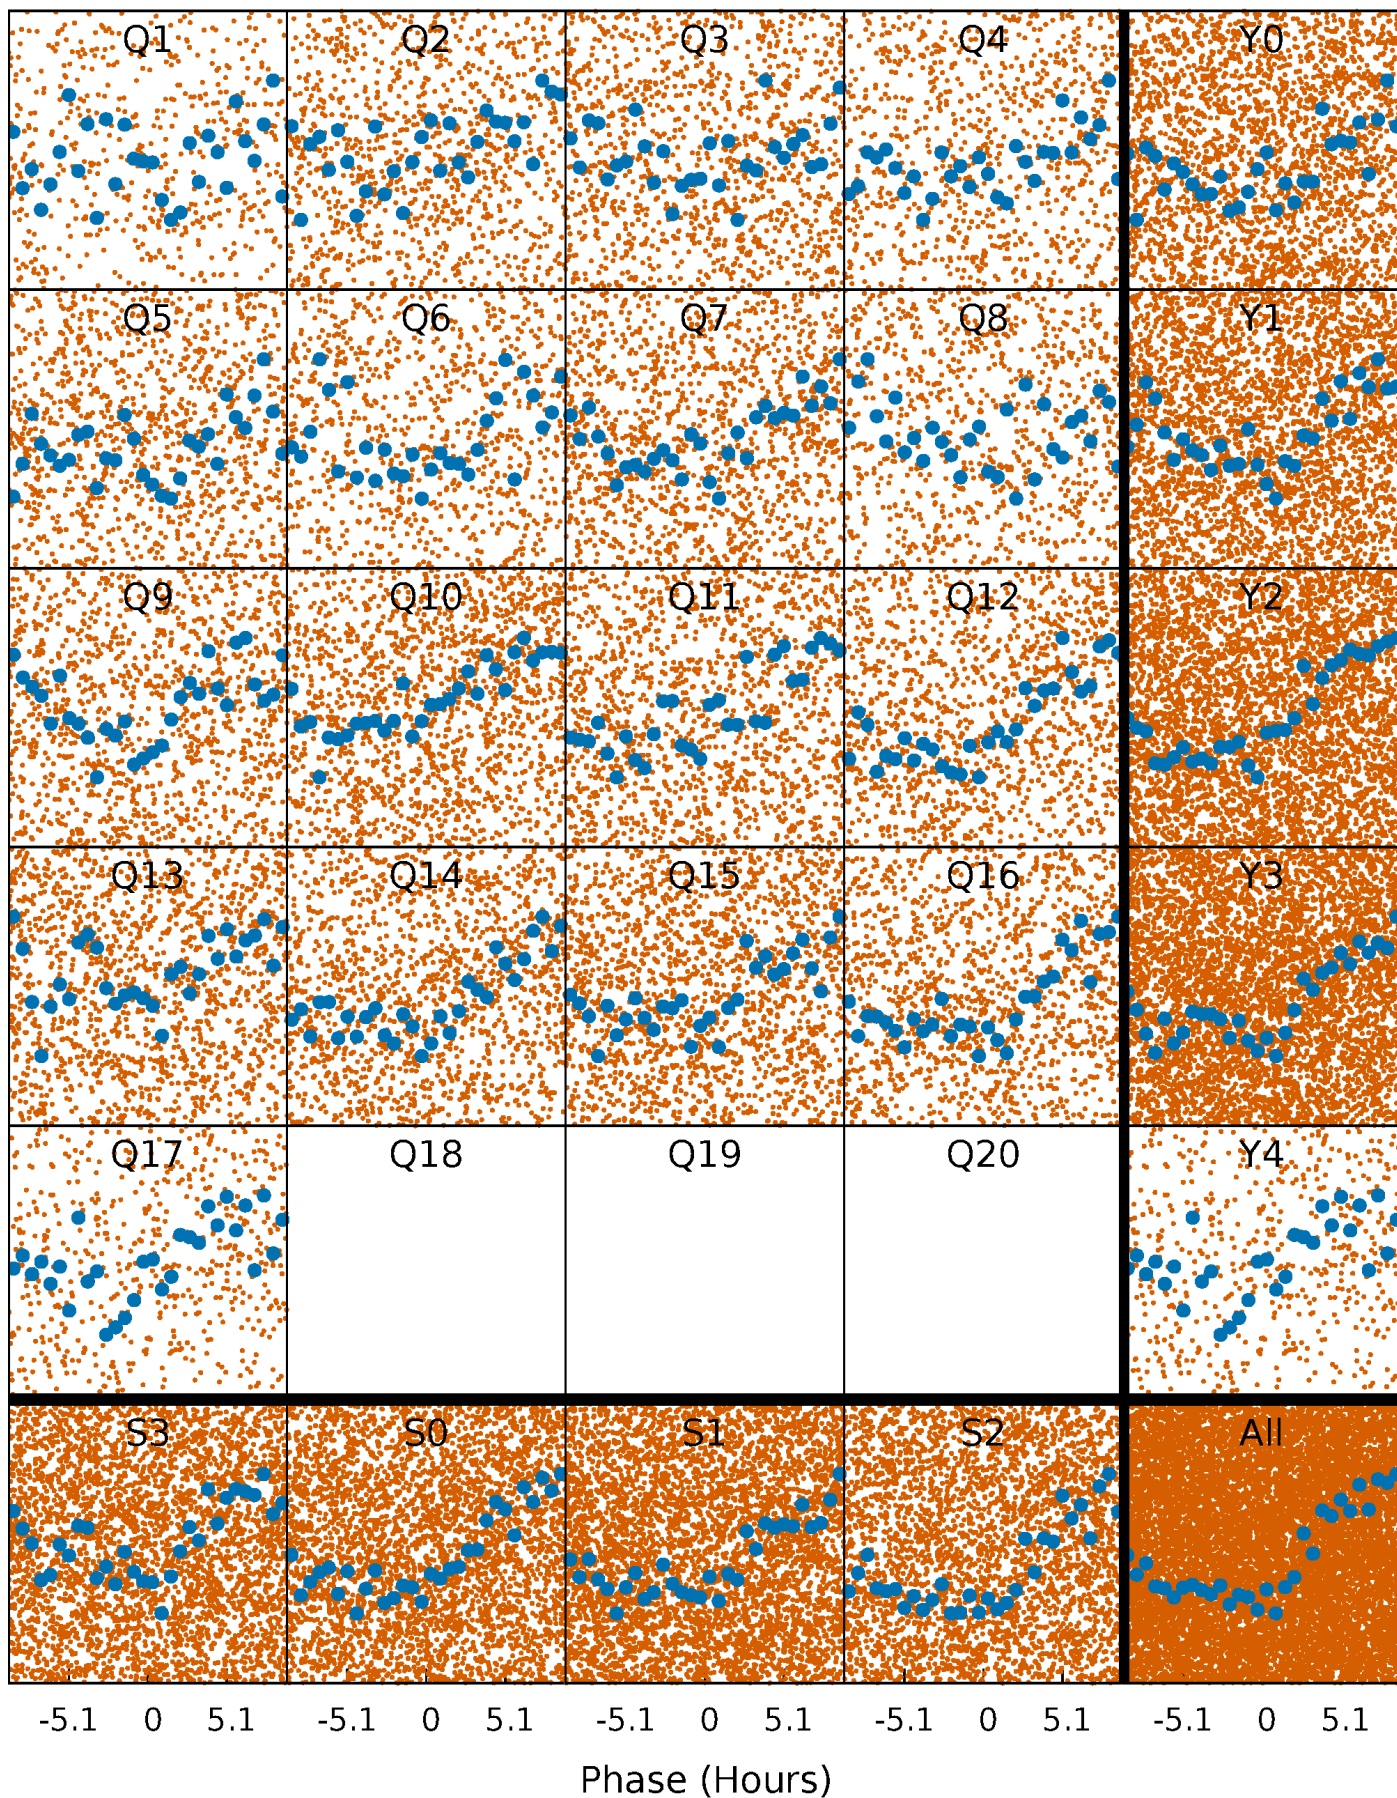 Q1 Q2 Q3 Q4 Y0
Q5 Q6 Q7 Q8 Y1
Q9 Q10 Q11 Q12 Y2
Q13 Q14 Q15 Q16 Y3
Q17 Q18 Q19 Q20 Y4
S3 S0 S1 S2 All
-5.1 0 5.1 -5.1 0 5.1 -5.1 0 5.1 -5.1 0 5.1 -5.1 0 5.1
Phase (Hours)